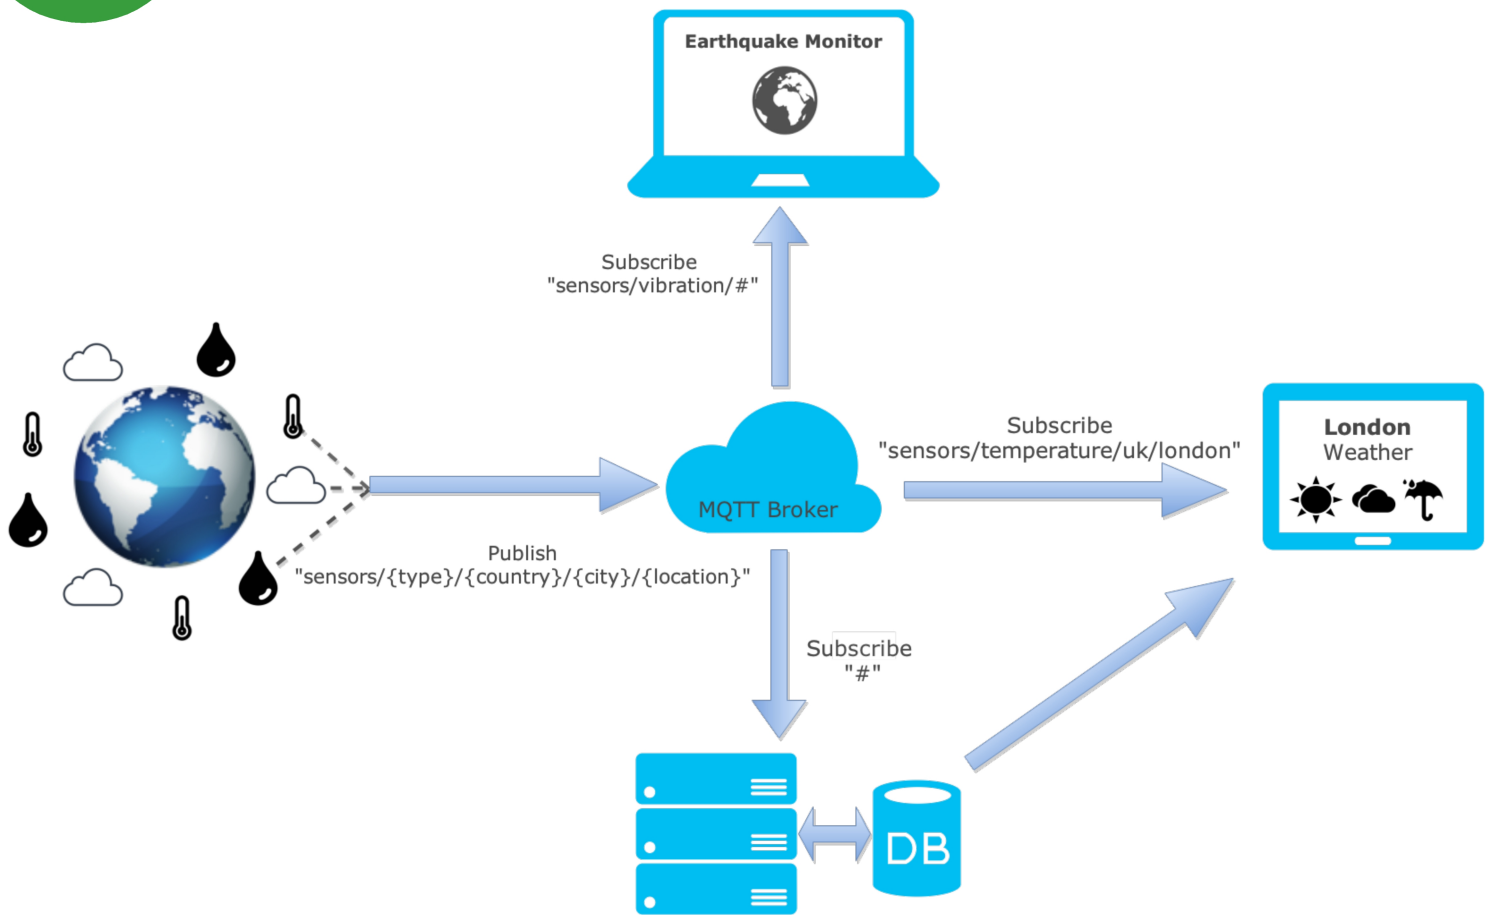 Earthquake Monitor
Subscribe
"sensors/vibration/#"
Subscribe
"sensors/temperature/uk/london"
London
Weather
MQTT Broker
Publish
"sensors/{type}/{country}/{city}/{location}"
Subscribe
"#"
DB